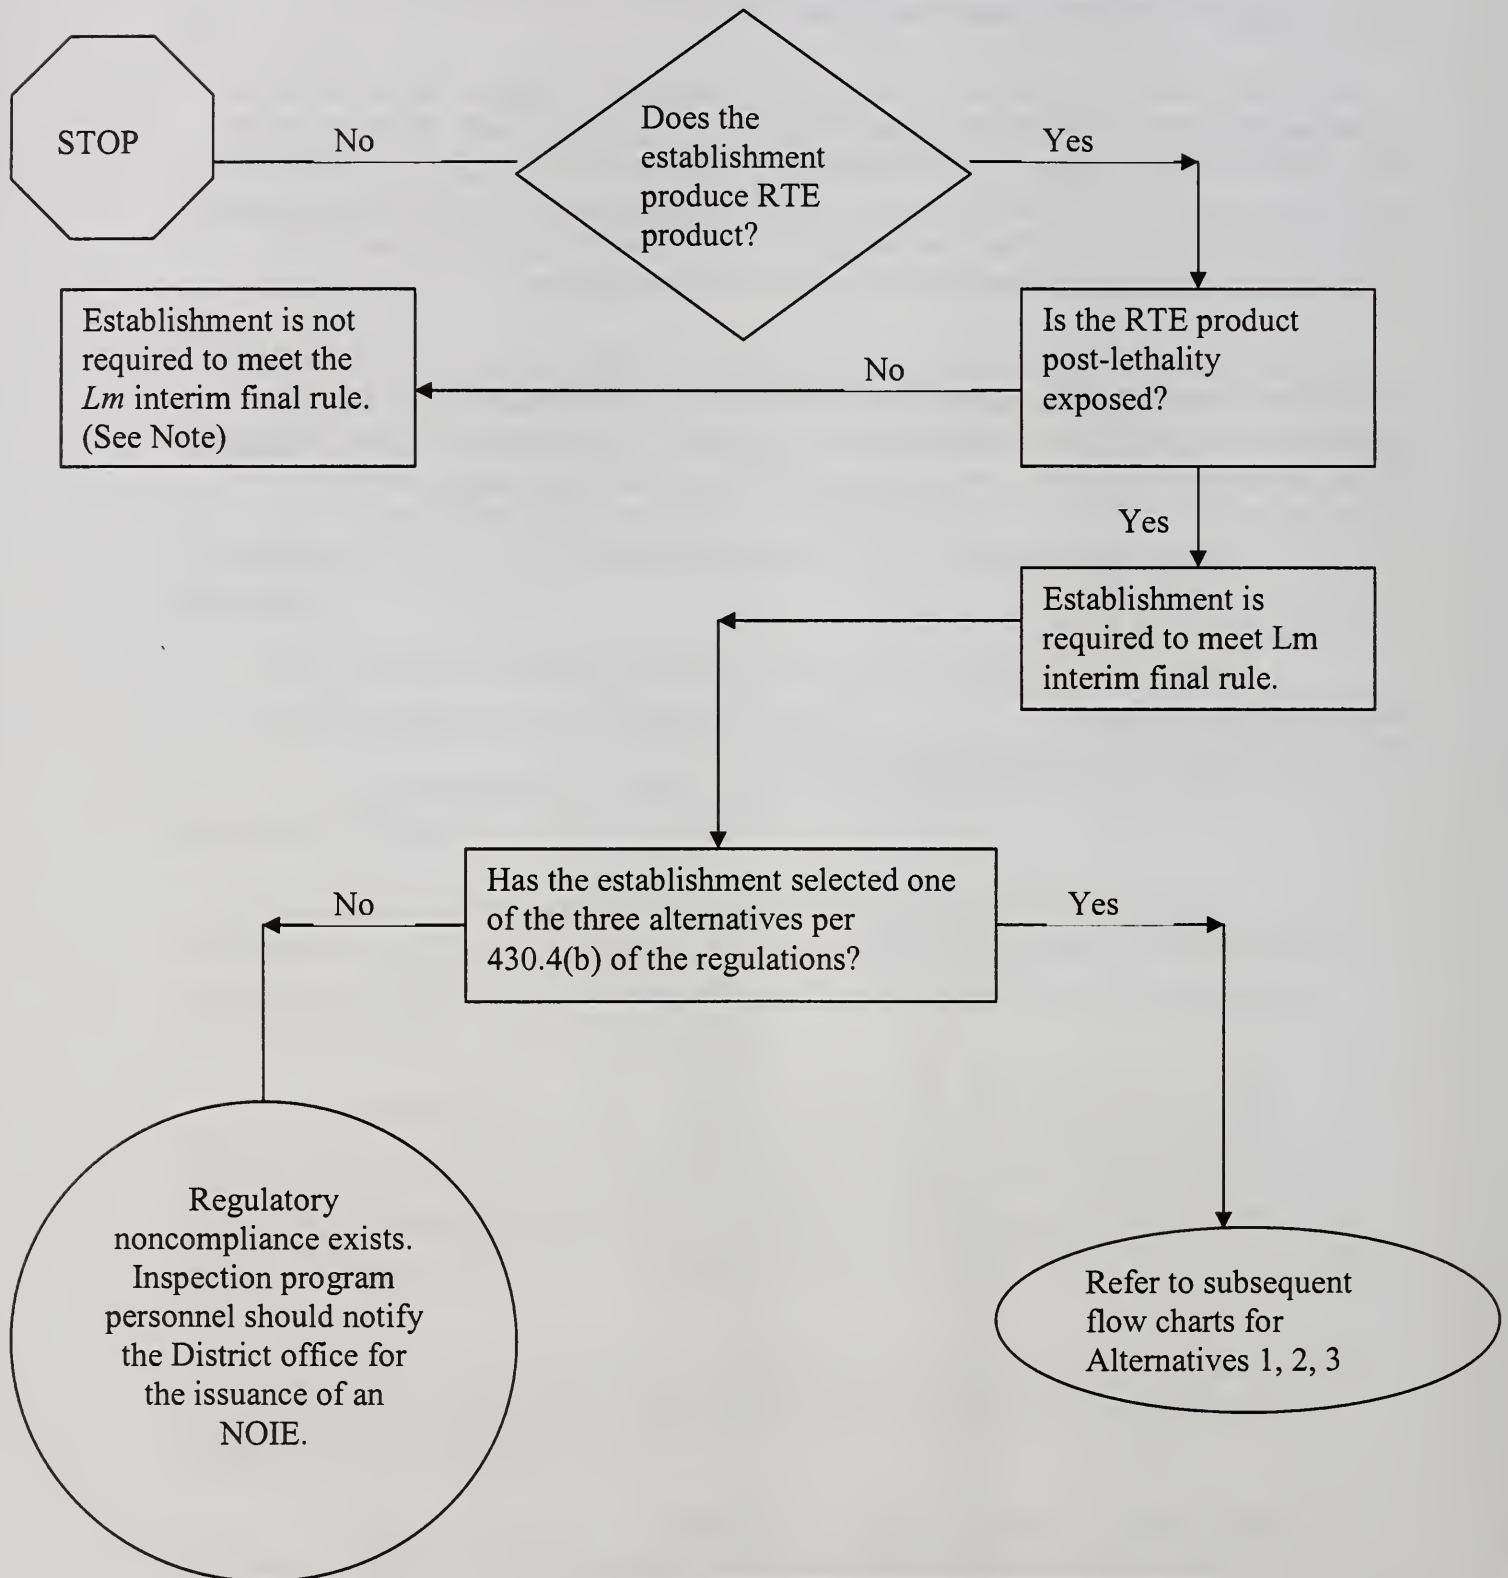 STOP
No
Does the
establishment
produce RTE
product?
Yes
Establishment is not
required to meet the
Lm interim final rule.
(See Note)
No
Is the RTE product
post-lethality
exposed?
Yes
Establishment is
required to meet Lm
interim final rule.
No
Has the establishment selected one
of the three alternatives per
430.4(b) of the regulations?
Yes
Regulatory
noncompliance exists.
Inspection program
personnel should notify
the District office for
the issuance of an
NOIE.
Refer to subsequent
flow charts for
Alternatives 1, 2, 3